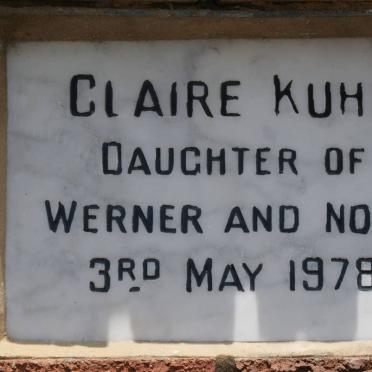 CLAIRE KUH
DAUGHTER OF
WERNER AND NO
3RD MAY 1978